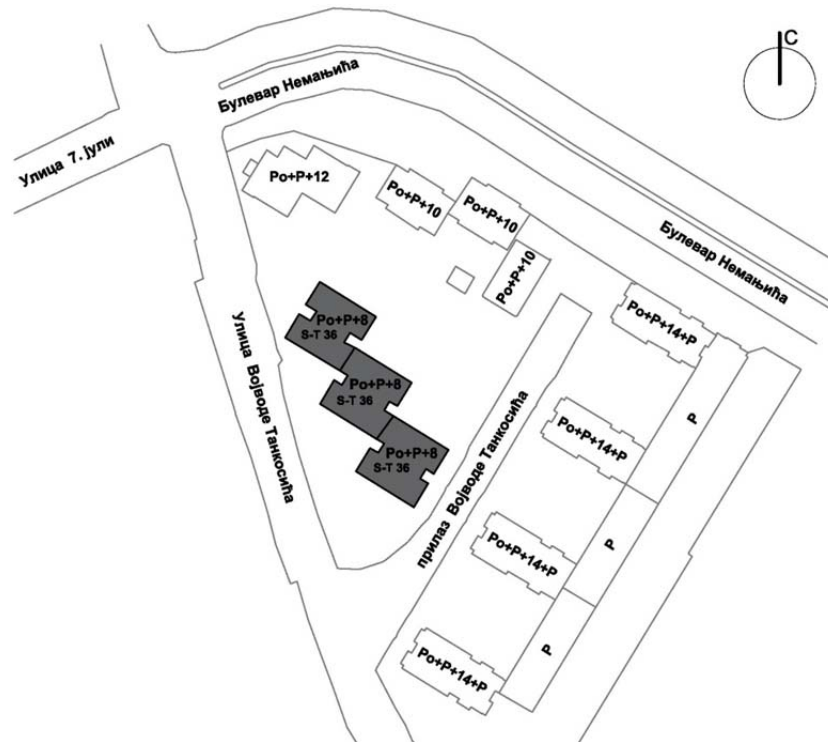 С
Булевар Немањића
Улица 7. јули
Po+P+12
Po+P+10
Po+P+10
Po+P+10
Булевар Немањића
Po+P+8
S-T 36
Po+P+14+P
Po+P+8
S-T 36
Улица Војводе Танкосића
P
Po+P+14+P
Po+P+8
S-T 36
прилаз Војводе Танкосића
P
Po+P+14+P
P
Po+P+14+P